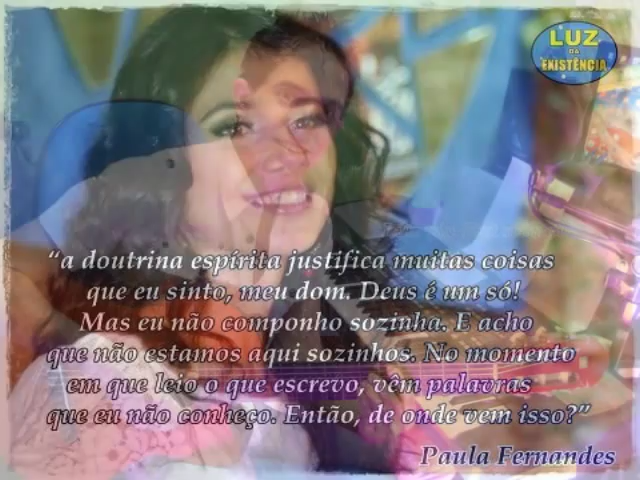 LUZ
DA
EXISTÊNCIA
“a doutrina espírita justifica muitas coisas
que eu sinto, meu dom. Deus é um só!
Mas eu não componho sozinha. E acho
que não estamos aqui sozinhos. No momento
em que leio o que escrevo, vêm palavras
que eu não conheço. Então, de onde vem isso?”
Paula Fernandes